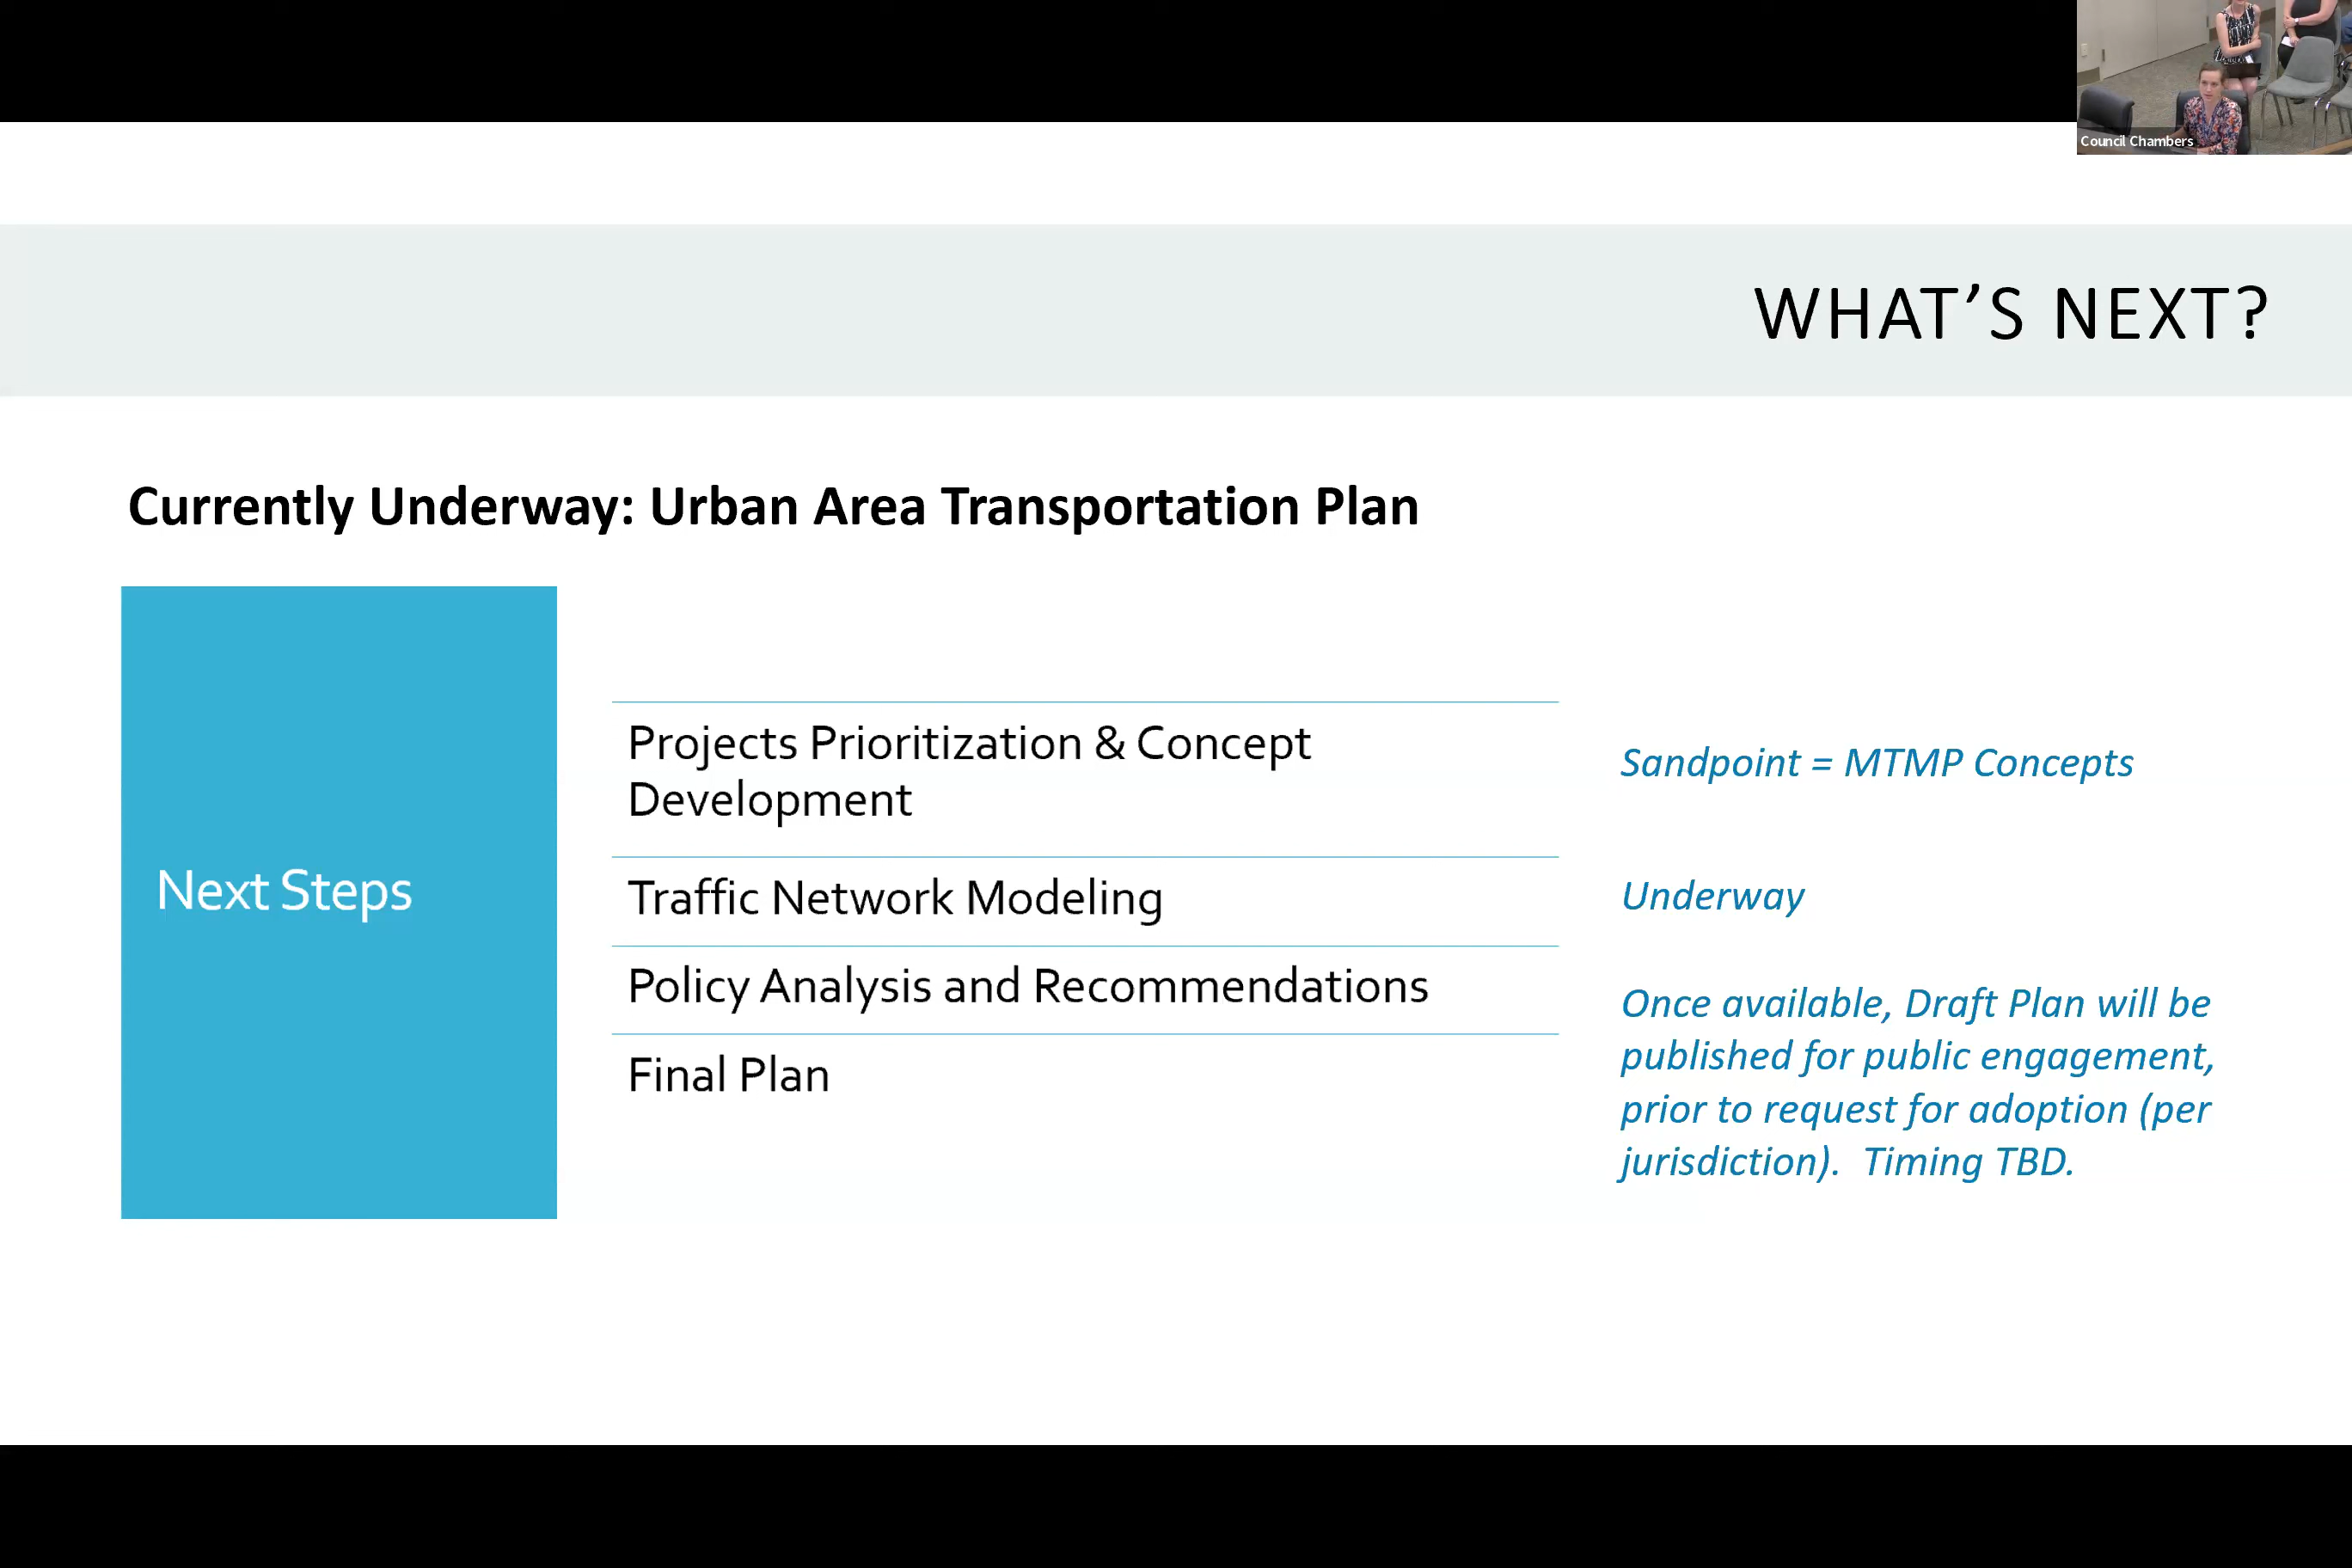 Council Chambers
WHAT’S NEXT?
Currently Underway: Urban Area Transportation Plan
Next Steps
Projects Prioritization & Concept
Development
Sandpoint = MTMP Concepts
Traffic Network Modeling
Underway
Policy Analysis and Recommendations
Final Plan
Once available, Draft Plan will be
published for public engagement,
prior to request for adoption (per
jurisdiction).  Timing TBD.